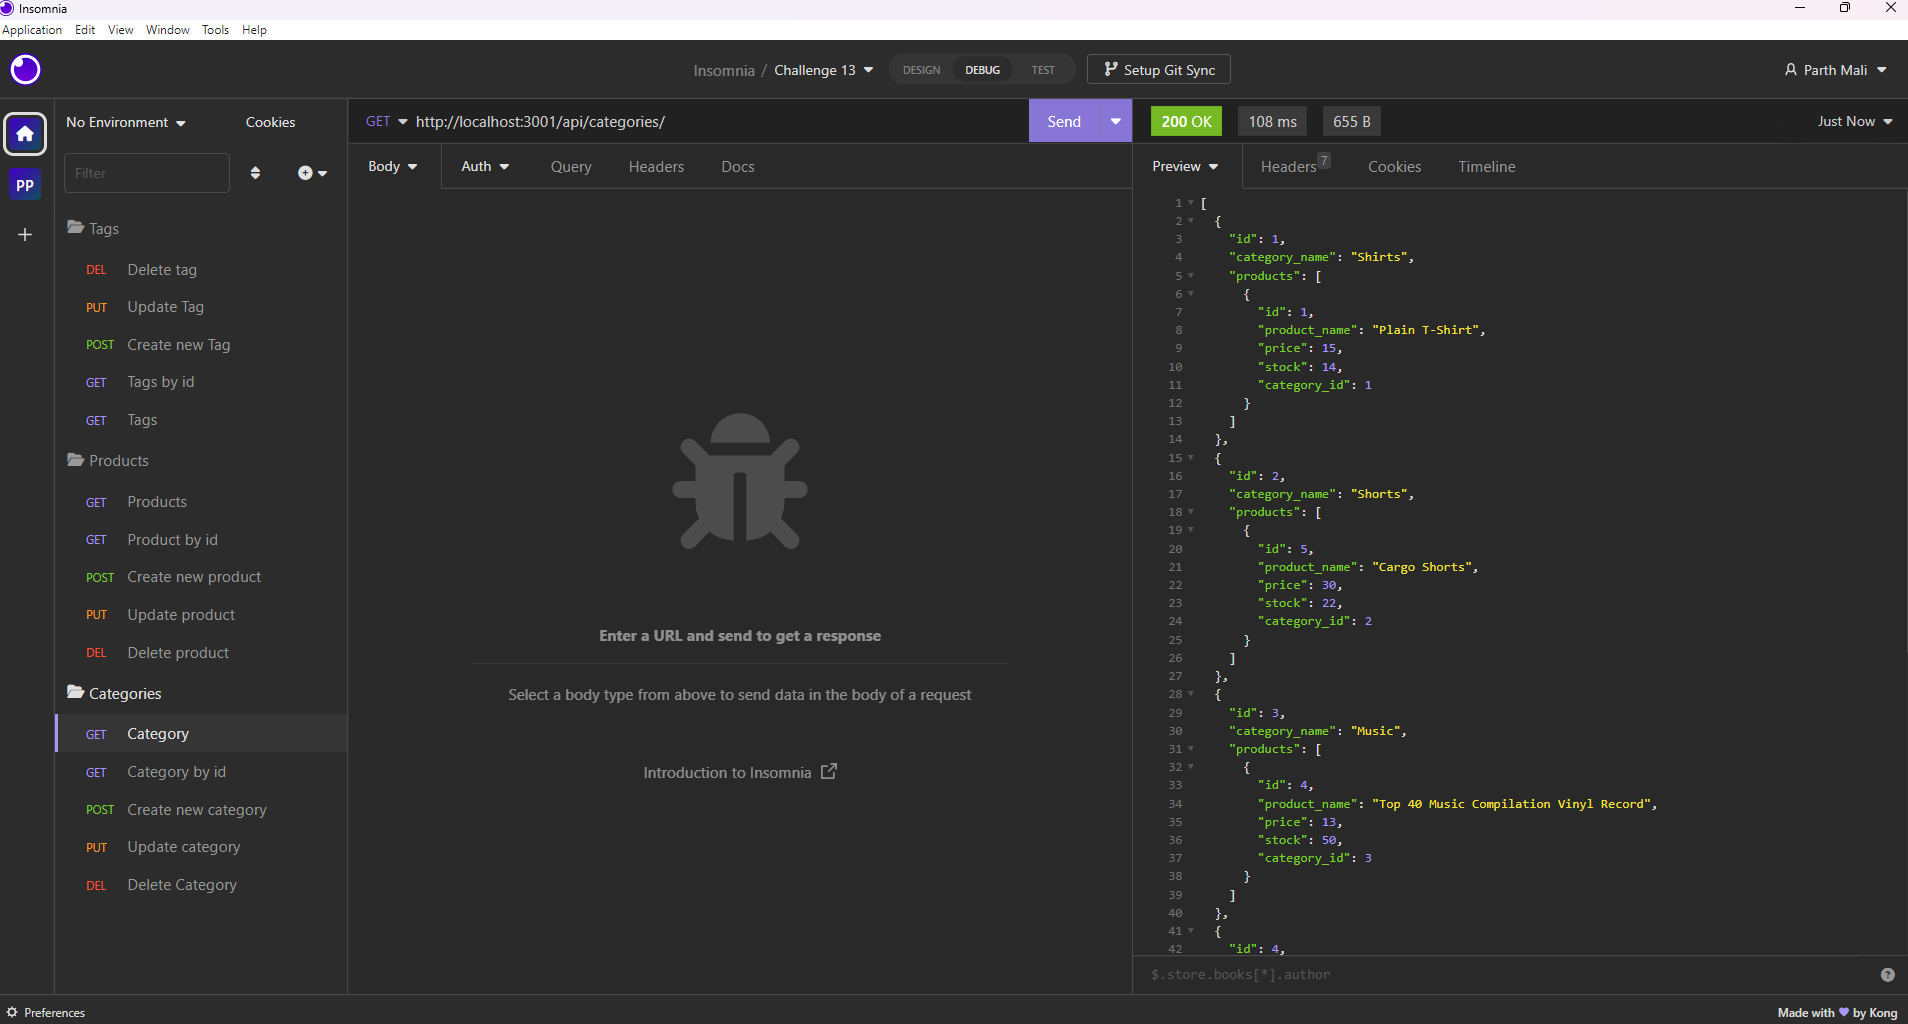 Insomnia
Application Edit View Window Tools Help
Insomnia / Challenge 13 DESIGN DEBUG TEST Setup Git Sync Parth Mali
No Environment Cookies
Filter
PP
Tags
DEL Delete tag
PUT Update Tag
POST Create new Tag
GET Tags by id
GET Tags
Products
GET Products
GET Product by id
POST Create new product
PUT Update product
DEL Delete product
Categories
GET Category
GET Category by id
POST Create new category
PUT Update category
DEL Delete Category
GET http://localhost:3001/api/categories/ Send
Body Auth Query Headers Docs
Enter a URL and send to get a response
Select a body type from above to send data in the body of a request
Introduction to Insomnia
200 OK 108 ms 655 B Just Now
Preview Headers 7 Cookies Timeline
1 [
2 {
3 "id": 1,
4 "category_name": "Shirts",
5 "products": [
6 {
7 "id": 1,
8 "product_name": "Plain T-Shirt",
9 "price": 15,
10 "stock": 14,
11 "category_id": 1
12 }
13 ]
14 },
15 {
16 "id": 2,
17 "category_name": "Shorts",
18 "products": [
19 {
20 "id": 5,
21 "product_name": "Cargo Shorts",
22 "price": 30,
23 "stock": 22,
24 "category_id": 2
25 }
26 ]
27 },
28 {
29 "id": 3,
30 "category_name": "Music",
31 "products": [
32 {
33 "id": 4,
34 "product_name": "Top 40 Music Compilation Vinyl Record",
35 "price": 13,
36 "stock": 50,
37 "category_id": 3
38 }
39 ]
40 },
41 {
42 "id": 4,
$.store.books[*].author
Preferences
Made with by Kong